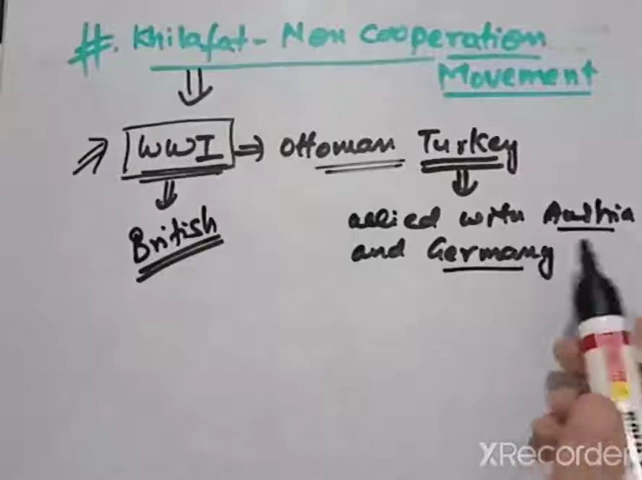 #. Khilafat - Non Cooperation
Movement
WWI ⇒ Ottoman Turkey
British
allied with Austria
and Germany
XRecorder